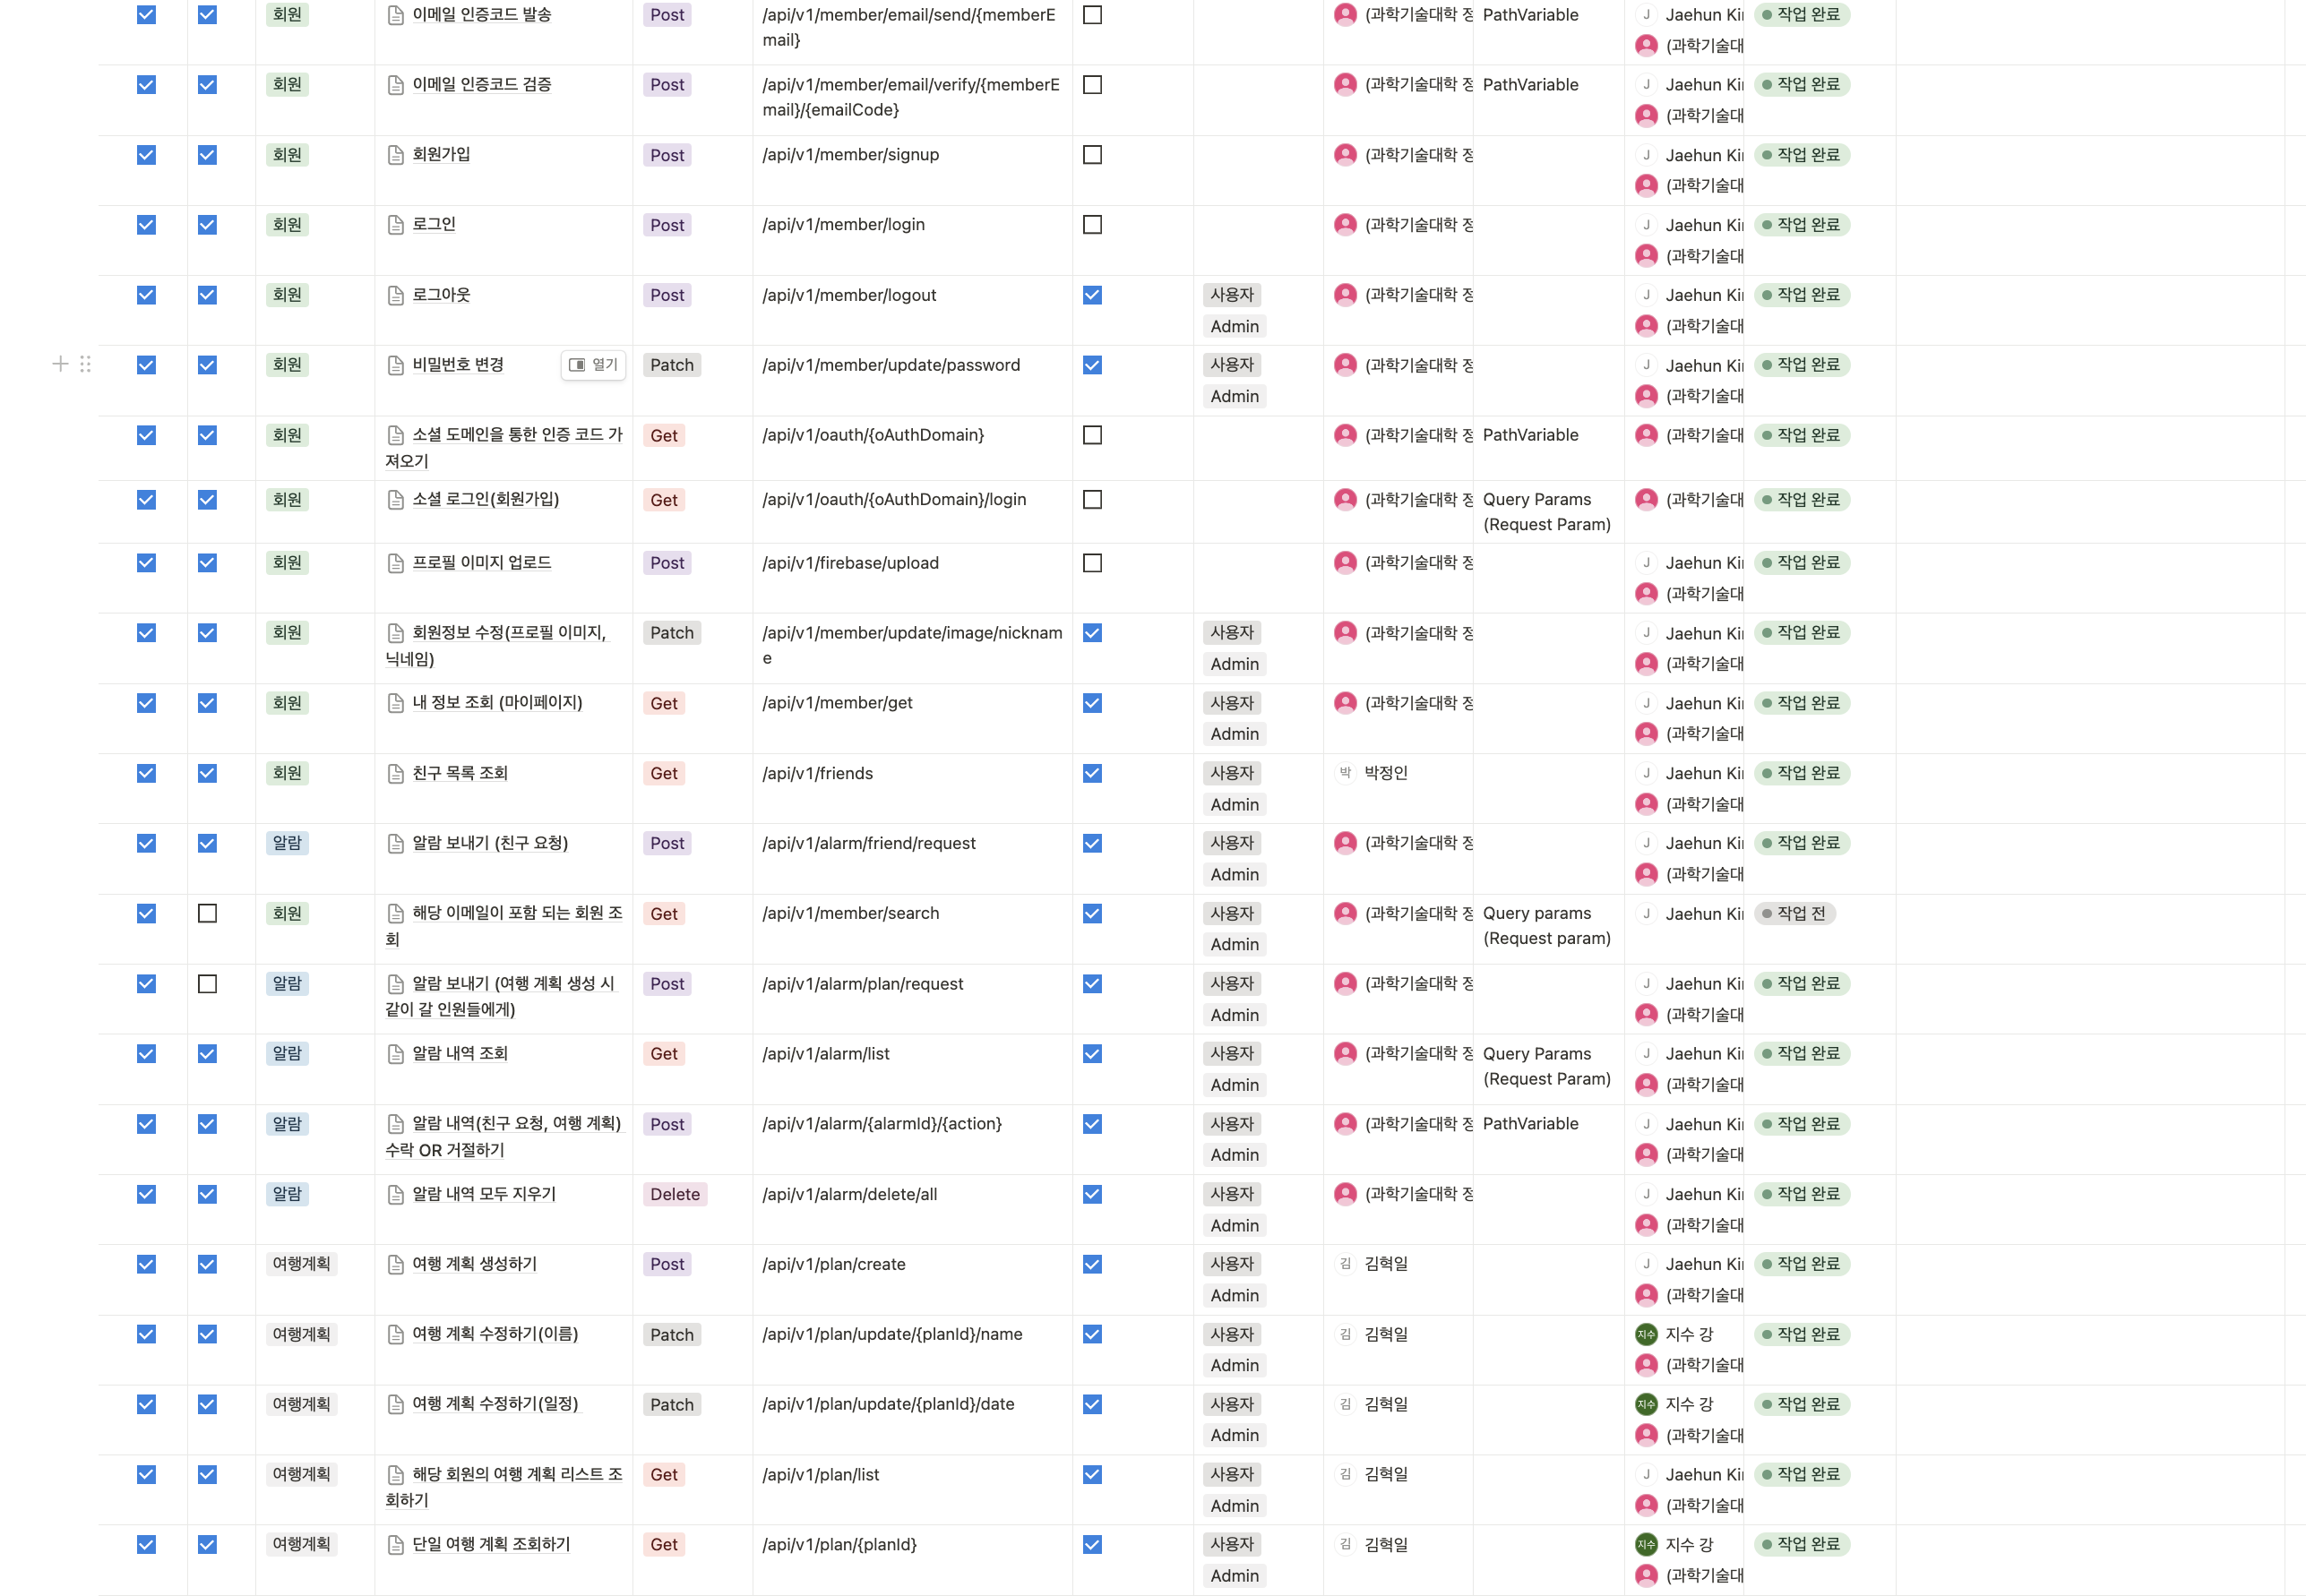 회원 이메일 인증코드 발송 Post /api/v1/member/email/send/{memberE (과학기술대학 정 PathVariable J Jaehun Ki 작업 완료
mail} (과학기술대
회원 이메일 인증코드 검증 Post /api/v1/member/email/verify/{memberE (과학기술대학 정 PathVariable J Jaehun Ki 작업 완료
mail}/{emailCode} (과학기술대
회원 회원가입 Post /api/v1/member/signup (과학기술대학 정 J Jaehun Ki 작업 완료
(과학기술대
회원 로그인 Post /api/v1/member/login (과학기술대학 정 J Jaehun Ki 작업 완료
(과학기술대
회원 로그아웃 Post /api/v1/member/logout 사용자 (과학기술대학 정 J Jaehun Ki 작업 완료
Admin (과학기술대
회원 비밀번호 변경 열기 Patch /api/v1/member/update/password 사용자 (과학기술대학 정 J Jaehun Ki 작업 완료
Admin (과학기술대
회원 소셜 도메인을 통한 인증 코드 가 Get /api/v1/oauth/{oAuthDomain} (과학기술대학 정 PathVariable (과학기술대 작업 완료
져오기
회원 소셜 로그인(회원가입) Get /api/v1/oauth/{oAuthDomain}/login (과학기술대학 정 Query Params (과학기술대 작업 완료
(Request Param)
회원 프로필 이미지 업로드 Post /api/v1/firebase/upload (과학기술대학 정 J Jaehun Ki 작업 완료
(과학기술대
회원 회원정보 수정(프로필 이미지, Patch /api/v1/member/update/image/nicknam 사용자 (과학기술대학 정 J Jaehun Ki 작업 완료
닉네임) e Admin (과학기술대
회원 내 정보 조회 (마이페이지) Get /api/v1/member/get 사용자 (과학기술대학 정 J Jaehun Ki 작업 완료
Admin (과학기술대
회원 친구 목록 조회 Get /api/v1/friends 사용자 박 박정인 J Jaehun Ki 작업 완료
Admin (과학기술대
알람 알람 보내기 (친구 요청) Post /api/v1/alarm/friend/request 사용자 (과학기술대학 정 J Jaehun Ki 작업 완료
Admin (과학기술대
회원 해당 이메일이 포함 되는 회원 조 Get /api/v1/member/search 사용자 (과학기술대학 정 Query params J Jaehun Ki 작업 전
회 Admin (Request param)
알람 알람 보내기 (여행 계획 생성 시 Post /api/v1/alarm/plan/request 사용자 (과학기술대학 정 J Jaehun Ki 작업 완료
같이 갈 인원들에게) Admin (과학기술대
알람 알람 내역 조회 Get /api/v1/alarm/list 사용자 (과학기술대학 정 Query Params J Jaehun Ki 작업 완료
Admin (Request Param) (과학기술대
알람 알람 내역(친구 요청, 여행 계획) Post /api/v1/alarm/{alarmId}/{action} 사용자 (과학기술대학 정 PathVariable J Jaehun Ki 작업 완료
수락 OR 거절하기 Admin (과학기술대
알람 알람 내역 모두 지우기 Delete /api/v1/alarm/delete/all 사용자 (과학기술대학 정 J Jaehun Ki 작업 완료
Admin (과학기술대
여행계획 여행 계획 생성하기 Post /api/v1/plan/create 사용자 김 김혁일 J Jaehun Ki 작업 완료
Admin (과학기술대
여행계획 여행 계획 수정하기(이름) Patch /api/v1/plan/update/{planId}/name 사용자 김 김혁일 지수 지수 강 작업 완료
Admin (과학기술대
여행계획 여행 계획 수정하기(일정) Patch /api/v1/plan/update/{planId}/date 사용자 김 김혁일 지수 지수 강 작업 완료
Admin (과학기술대
여행계획 해당 회원의 여행 계획 리스트 조 Get /api/v1/plan/list 사용자 김 김혁일 J Jaehun Ki 작업 완료
회하기 Admin (과학기술대
여행계획 단일 여행 계획 조회하기 Get /api/v1/plan/{planId} 사용자 김 김혁일 지수 지수 강 작업 완료
Admin (과학기술대